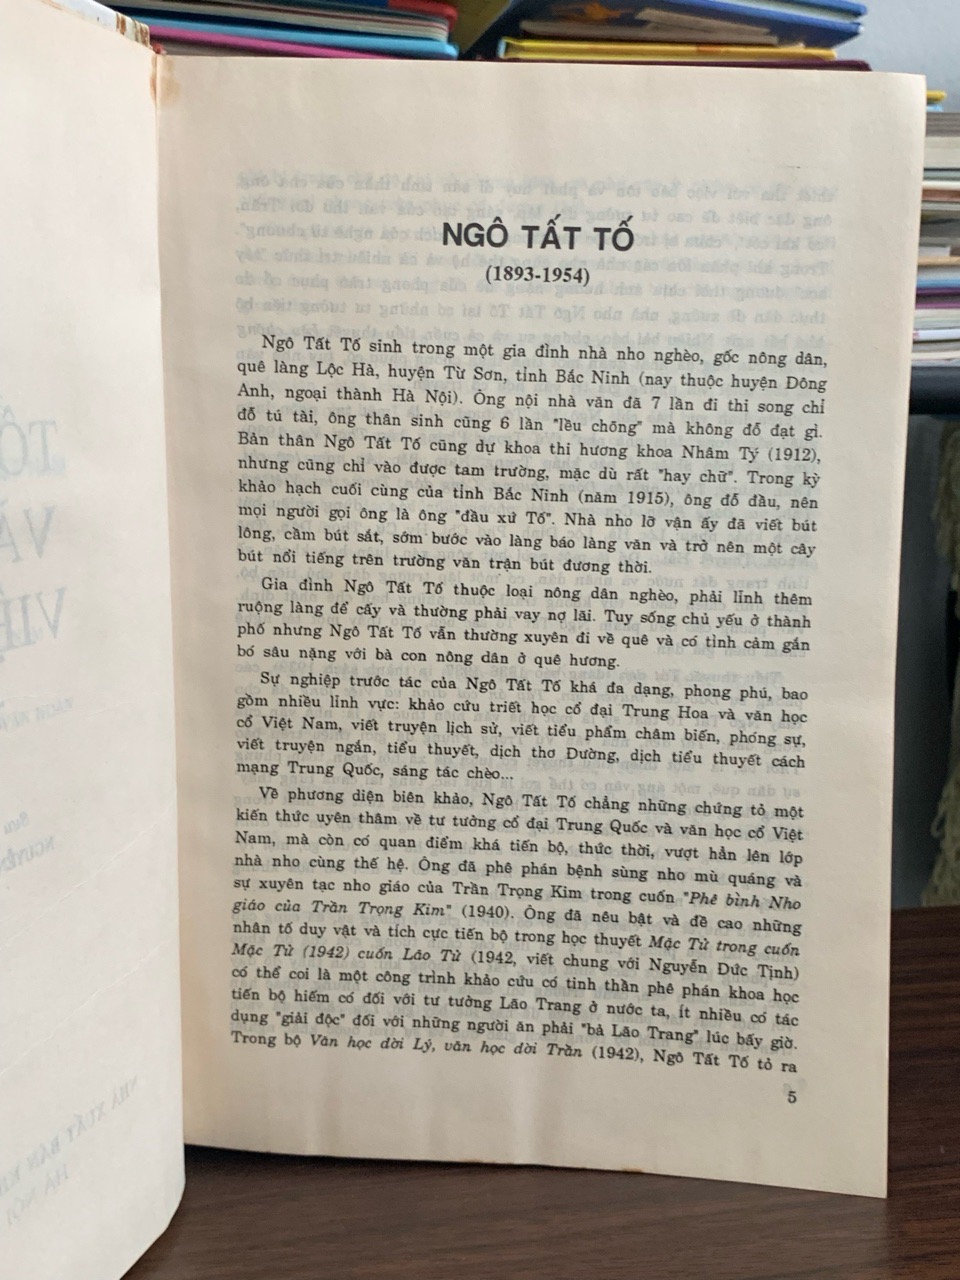 NGÔ TẤT TỐ
(1893-1954)
Ngô Tất Tố sinh trong một gia đình nhà nho nghèo, gốc nông dân,
quê làng Lộc Hà, huyện Từ Sơn, tỉnh Bắc Ninh (nay thuộc huyện Đông
Anh, ngoại thành Hà Nội). Ông nội nhà văn đã 7 lần đi thi song chỉ
đỗ tú tài, ông thân sinh cũng 6 lần "lều chõng" mà không đỗ đạt gì.
Bản thân Ngô Tất Tố cũng dự khoa thi hương khoa Nhâm Tý (1912),
nhưng cũng chỉ vào được tam trường, mặc dù rất "hay chữ". Trong kỳ
khảo hạch cuối cùng của tỉnh Bắc Ninh (năm 1915), ông đỗ đầu, nên
mọi người gọi ông là ông "đầu xứ Tố". Nhà nho lỡ vận ấy đã viết bút
lông, cầm bút sắt, sớm bước vào làng báo làng văn và trở nên một cây
bút nổi tiếng trên trường văn trận bút đương thời.
Gia đình Ngô Tất Tố thuộc loại nông dân nghèo, phải lĩnh thêm
ruộng làng để cấy và thường phải vay nợ lãi. Tuy sống chủ yếu ở thành
phố nhưng Ngô Tất Tố vẫn thường xuyên đi về quê và có tình cảm gắn
bó sâu nặng với bà con nông dân ở quê hương.
Sự nghiệp trước tác của Ngô Tất Tố khá đa dạng, phong phú, bao
gồm nhiều lĩnh vực: khảo cứu triết học cổ đại Trung Hoa và văn học
cổ Việt Nam, viết truyện lịch sử, viết tiểu phẩm châm biến, phóng sự,
viết truyện ngắn, tiểu thuyết, dịch thơ Đường, dịch tiểu thuyết cách
mạng Trung Quốc, sáng tác chèo...
Về phương diện biên khảo, Ngô Tất Tố chẳng những chứng tỏ một
kiến thức uyên thâm về tư tưởng cổ đại Trung Quốc và văn học cổ Việt
Nam, mà còn có quan điểm khá tiến bộ, thức thời, vượt hẳn lên lớp
nhà nho cùng thế hệ. Ông đã phê phán bệnh sùng nho mù quáng và
sự xuyên tạc nho giáo của Trần Trọng Kim trong cuốn "Phê bình Nho
giáo của Trần Trọng Kim" (1940). Ông đã nêu bật và đề cao những
nhân tố duy vật và tích cực tiến bộ trong học thuyết Mặc Tử trong cuốn
Mặc Tử (1942) cuốn Lão Tử (1942, viết chung với Nguyễn Đức Tịnh)
có thể coi là một công trình khảo cứu có tinh thần phê phán khoa học
tiến bộ hiếm có đối với tư tưởng Lão Trang ở nước ta, ít nhiều có tác
dụng "giải độc" đối với những người ăn phải "bả Lão Trang" lúc bấy giờ.
Trong bộ Văn học đời Lý, văn học đời Trần (1942), Ngô Tất Tố tỏ ra
5